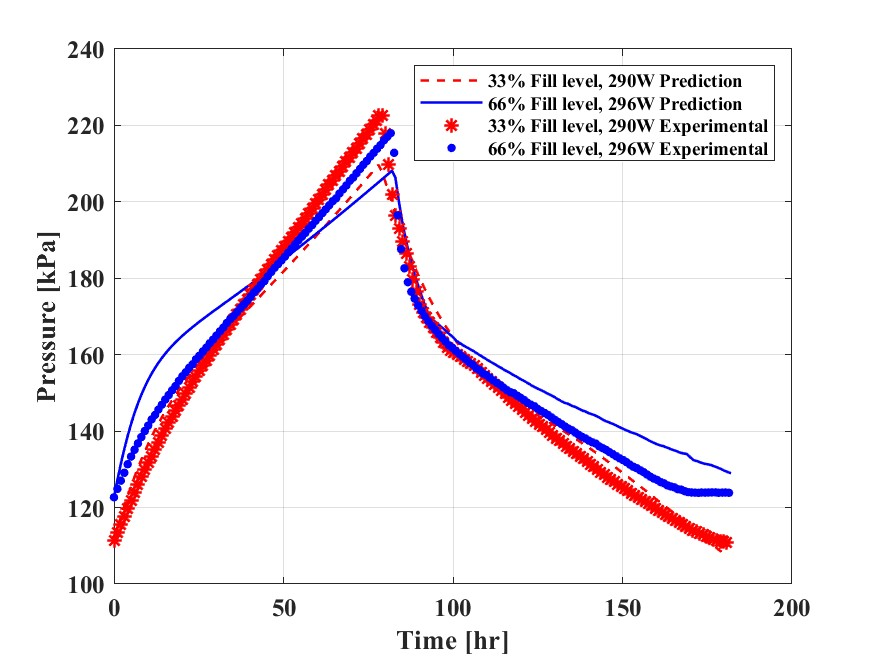 240
220
200
180
160
140
120
100
0
50
100
150
200
Pressure [kPa]
Time [hr]
33% Fill level, 290W Prediction
66% Fill level, 296W Prediction
33% Fill level, 290W Experimental
66% Fill level, 296W Experimental